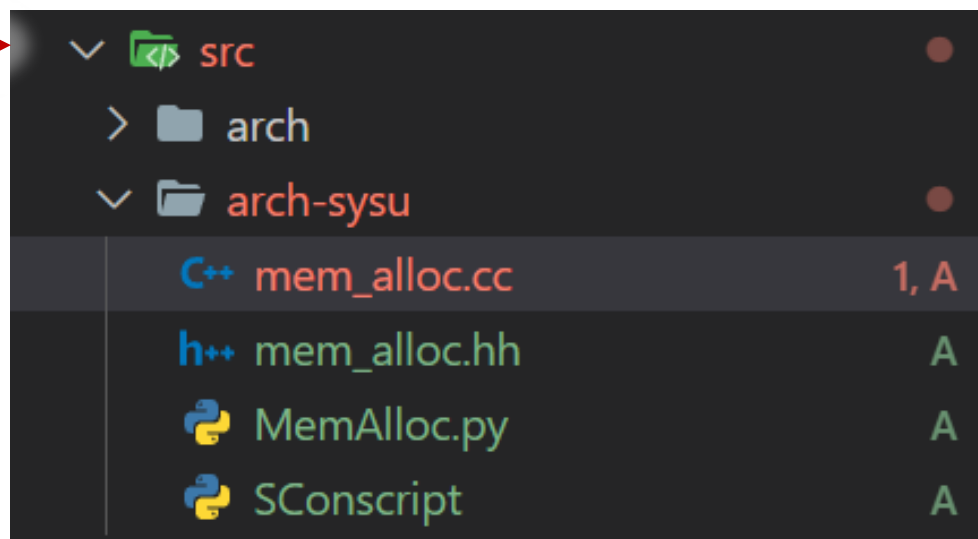 src
arch
arch-sysu
C++ mem_alloc.cc 1, A
h++ mem_alloc.hh A
MemAlloc.py A
SConscript A